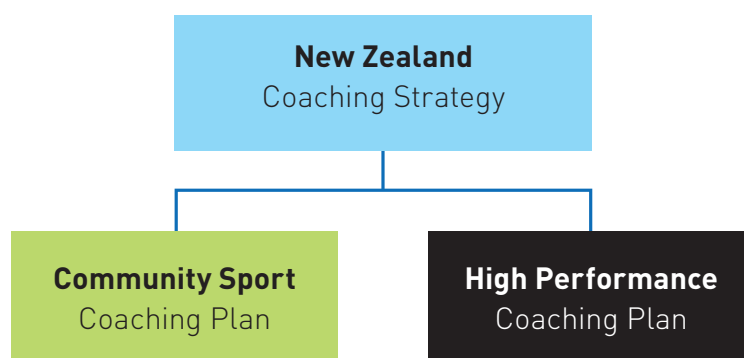 New Zealand
Coaching Strategy
Community Sport
Coaching Plan
High Performance
Coaching Plan